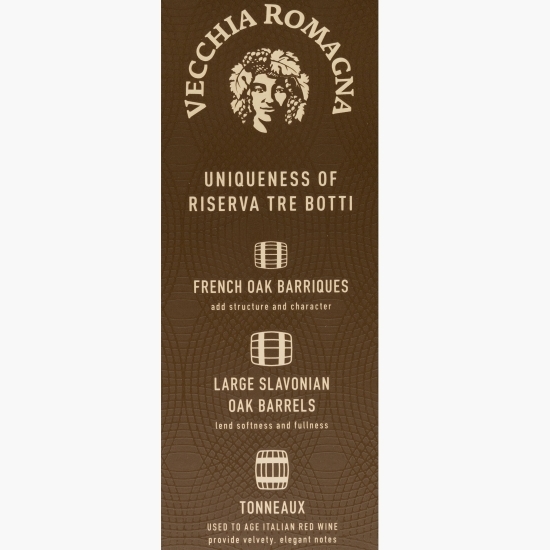 VECCHIA ROMAGNA
UNIQUENESS OF
RISERVA TRE BOTTI
FRENCH OAK BARRIQUES
add structure and character
LARGE SLAVONIAN
OAK BARRELS
lend softness and fullness
TONNEAUX
USED TO AGE ITALIAN RED WINE
provide velvety, elegant notes